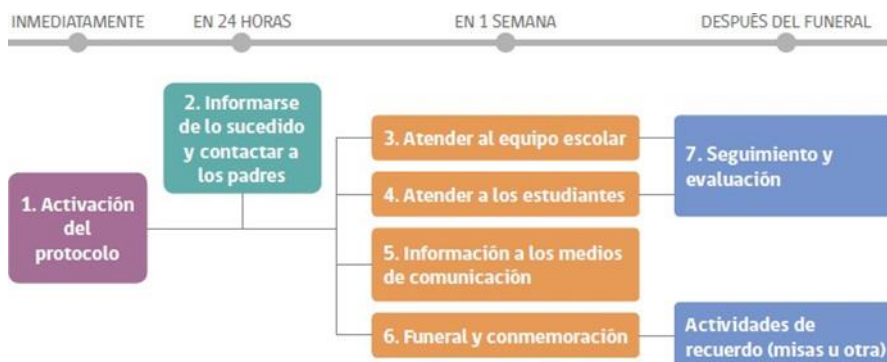 INMEDIATAMENTE
EN 24 HORAS
EN 1 SEMANA
DESPUÈS DEL FUNERAL
1. Activación
del
protocolo
2. Informarse
de lo sucedido
y contactar a
los padres
3. Atender al equipo escolar
4. Atender a los estudiantes
5. Información a los medios
de comunicación
6. Funeral y conmemoración
7. Seguimiento y
evaluación
Actividades de
recuerdo (misas u otra)